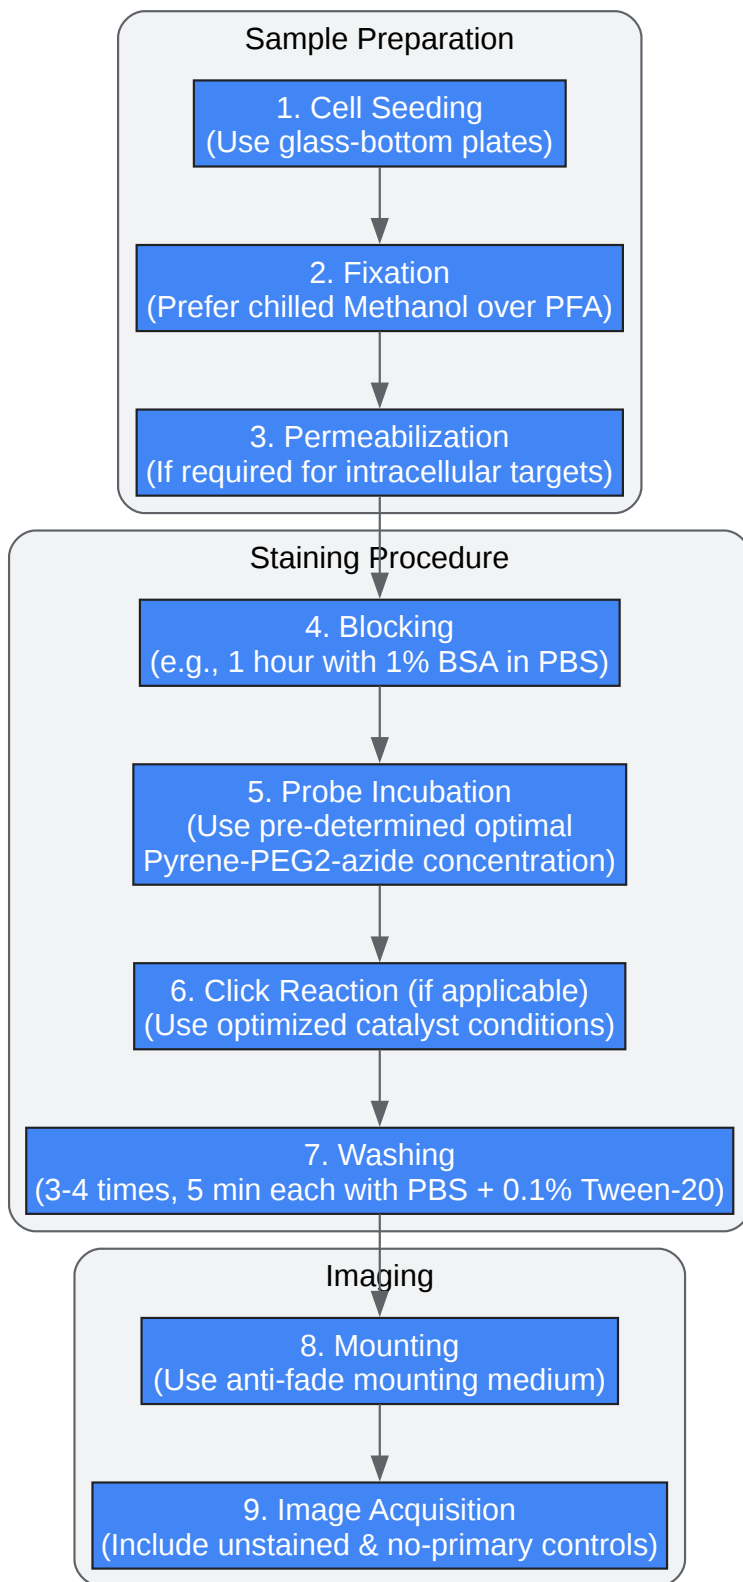 Sample Preparation
1. Cell Seeding
(Use glass-bottom plates)
2. Fixation
(Prefer chilled Methanol over PFA)
3. Permeabilization
(If required for intracellular targets)
Staining Procedure
4. Blocking
(e.g., 1 hour with 1% BSA in PBS)
5. Probe Incubation
(Use pre-determined optimal
Pyrene-PEG2-azide concentration)
6. Click Reaction (if applicable)
(Use optimized catalyst conditions)
7. Washing
(3-4 times, 5 min each with PBS + 0.1% Tween-20)
Imaging
8. Mounting
(Use anti-fade mounting medium)
9. Image Acquisition
(Include unstained & no-primary controls)